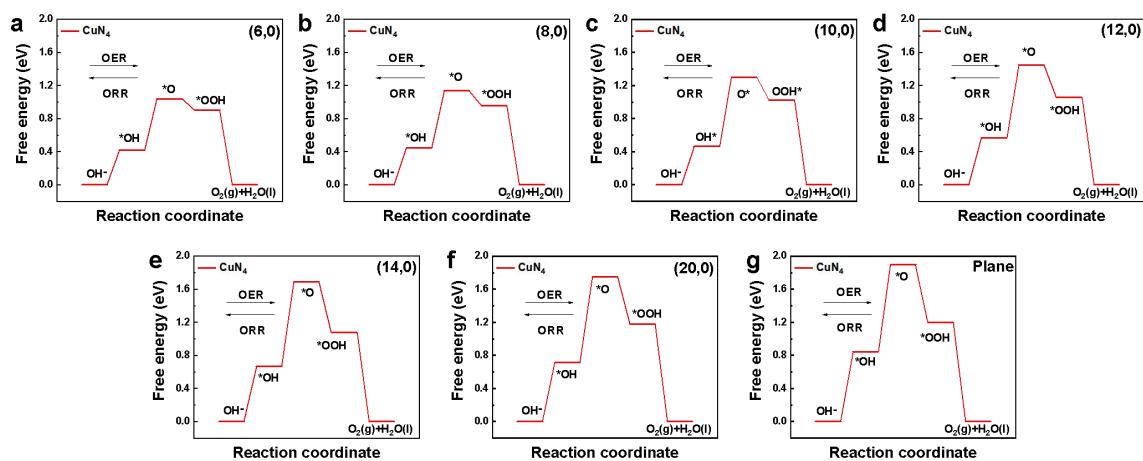 a
CuN₄
(6,0)
OER
ORR
*O
*OOH
*OH
OH-
O₂(g)+H₂O(l)
2.0
1.6
1.2
0.8
0.4
0.0
Free energy (eV)
Reaction coordinate
b
CuN₄
(8,0)
OER
ORR
*O
*OOH
*OH
OH-
O₂(g)+H₂O(l)
2.0
1.6
1.2
0.8
0.4
0.0
Free energy (eV)
Reaction coordinate
c
CuN₄
(10,0)
OER
ORR
O*
OOH*
OH*
OH-
O₂(g)+H₂O(l)
2.0
1.6
1.2
0.8
0.4
0.0
Free energy (eV)
Reaction coordinate
d
CuN₄
(12,0)
OER
ORR
*O
*OOH
*OH
OH-
O₂(g)+H₂O(l)
2.0
1.6
1.2
0.8
0.4
0.0
Free energy (eV)
Reaction coordinate
e
CuN₄
(14,0)
OER
ORR
*O
*OOH
*OH
OH-
O₂(g)+H₂O(l)
2.0
1.6
1.2
0.8
0.4
0.0
Free energy (eV)
Reaction coordinate
f
CuN₄
(20,0)
OER
ORR
*O
*OOH
*OH
OH-
O₂(g)+H₂O(l)
2.0
1.6
1.2
0.8
0.4
0.0
Free energy (eV)
Reaction coordinate
g
CuN₄
Plane
OER
ORR
*O
*OOH
*OH
OH-
O₂(g)+H₂O(l)
2.0
1.6
1.2
0.8
0.4
0.0
Free energy (eV)
Reaction coordinate